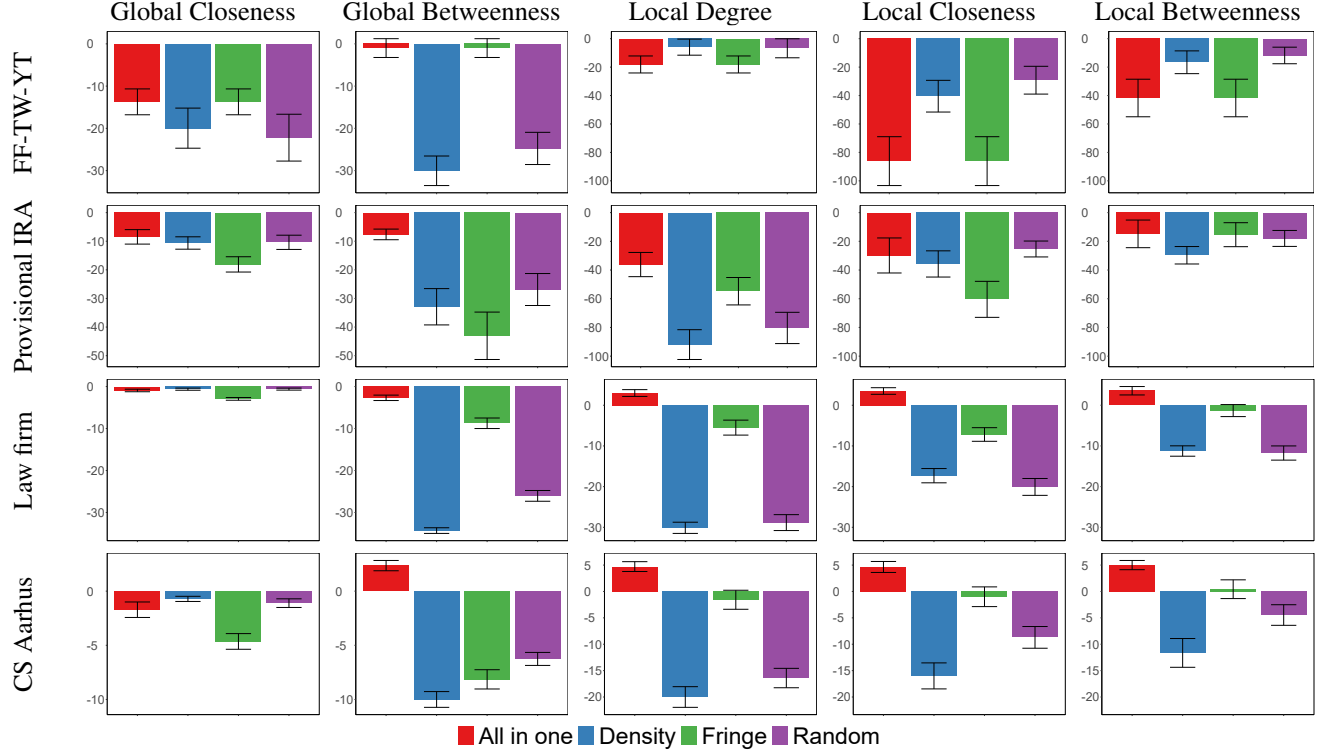 Global Closeness Global Betweenness Local Degree Local Closeness Local Betweenness
FF-TW-YT
0 0 0 0 0
-10 -10 -20 -20 -20
-20 -20 -40 -40 -40
-30 -30 -60 -60 -60
-80 -80 -80
-100 -100 -100
Provisional IRA
0 0 0 0 0
-10 -10 -20 -20 -20
-20 -20 -40 -40 -40
-30 -30 -60 -60 -60
-40 -40 -80 -80 -80
-50 -50 -100 -100 -100
Law firm
0 0 0 0 0
-10 -10 -10 -10 -10
-20 -20 -20 -20 -20
-30 -30 -30 -30 -30
CS Aarhus
0 0 5 5 5
-5 -5 0 0 0
-10 -10 -5 -5 -5
-10 -10 -10
-15 -15 -15
-20 -20 -20
All in one Density Fringe Random